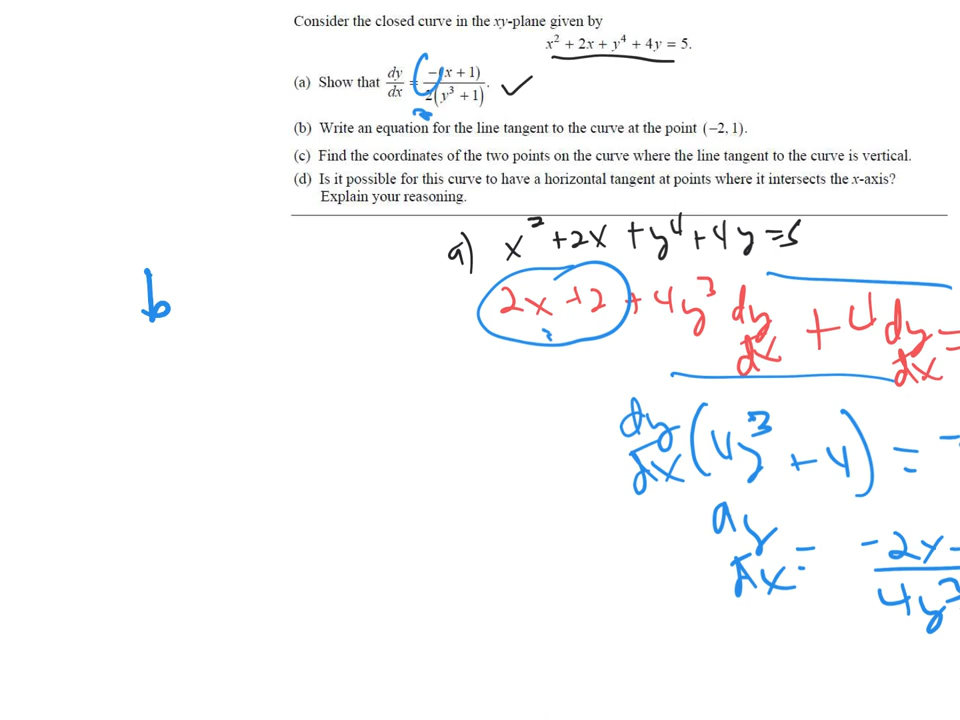 Consider the closed curve in the xy-plane given by
x² + 2x + y⁴ + 4y = 5.
(a) Show that dy/dx = -(x + 1)/2(y³ + 1).
(b) Write an equation for the line tangent to the curve at the point (−2, 1).
(c) Find the coordinates of the two points on the curve where the line tangent to the curve is vertical.
(d) Is it possible for this curve to have a horizontal tangent at points where it intersects the x-axis?
Explain your reasoning.
a) x² + 2x + y⁴ + 4y = 5
b
2x + 2 + 4y³ dy/dx + 4 dy/dx =
dy/dx (4y³ + 4) = -
dy/dx = -2x-/4y³